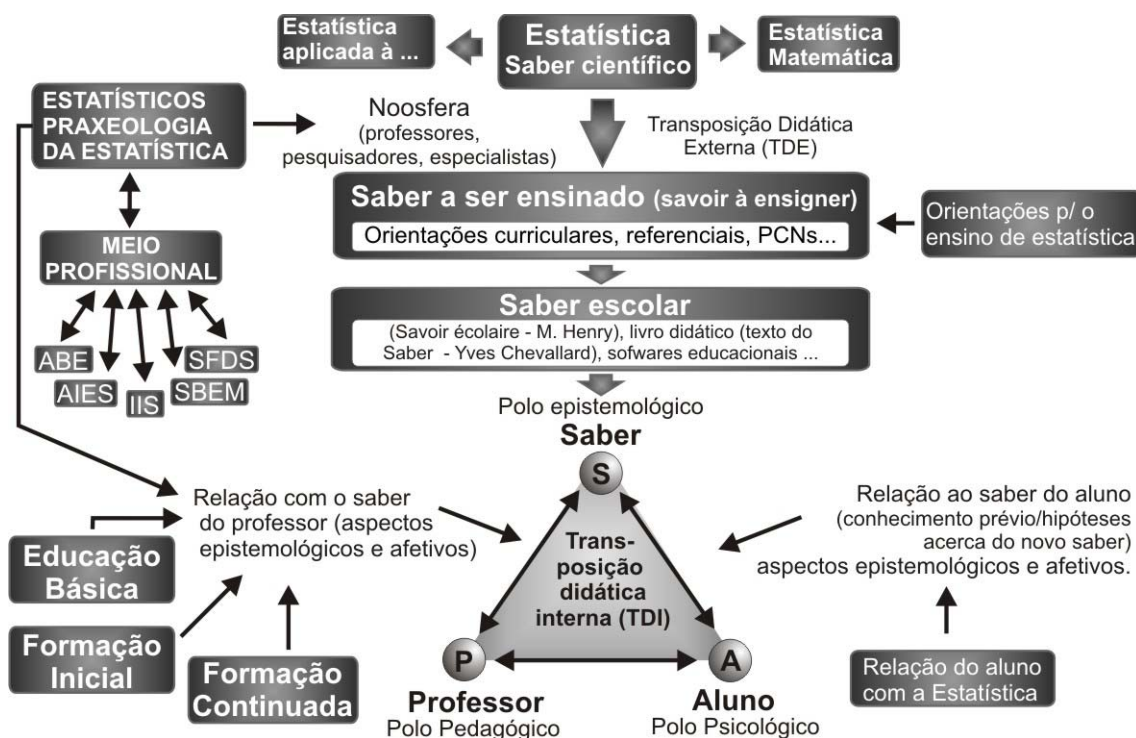 Estatística
aplicada à ...
Estatística
Saber científico
Estatística
Matemática
ESTATÍSTICOS
PRAXEOLOGIA
DA ESTATÍSTICA
Noosfera
(professores,
pesquisadores, especialistas)
Transposição Didática
Externa (TDE)
Saber a ser ensinado (savoir à ensigner)
Orientações curriculares, referenciais, PCNs...
Orientações p/ o
ensino de estatística
MEIO
PROFISSIONAL
ABE
AIES
IIS
SBEM
SFDS
Saber escolar
(Savoir écolaire - M. Henry), livro didático (texto do
Saber - Yves Chevallard), sofwares educacionais ...
Polo epistemológico
Saber
S
Relação com o saber
do professor (aspectos
epistemológicos e afetivos)
Trans-
posição
didática
interna (TDI)
Relação ao saber do aluno
(conhecimento prévio/hipóteses
acerca do novo saber)
aspectos epistemológicos e afetivos.
Educação
Básica
Formação
Inicial
Formação
Continuada
P
Professor
Polo Pedagógico
A
Aluno
Polo Psicológico
Relação do aluno
com a Estatística